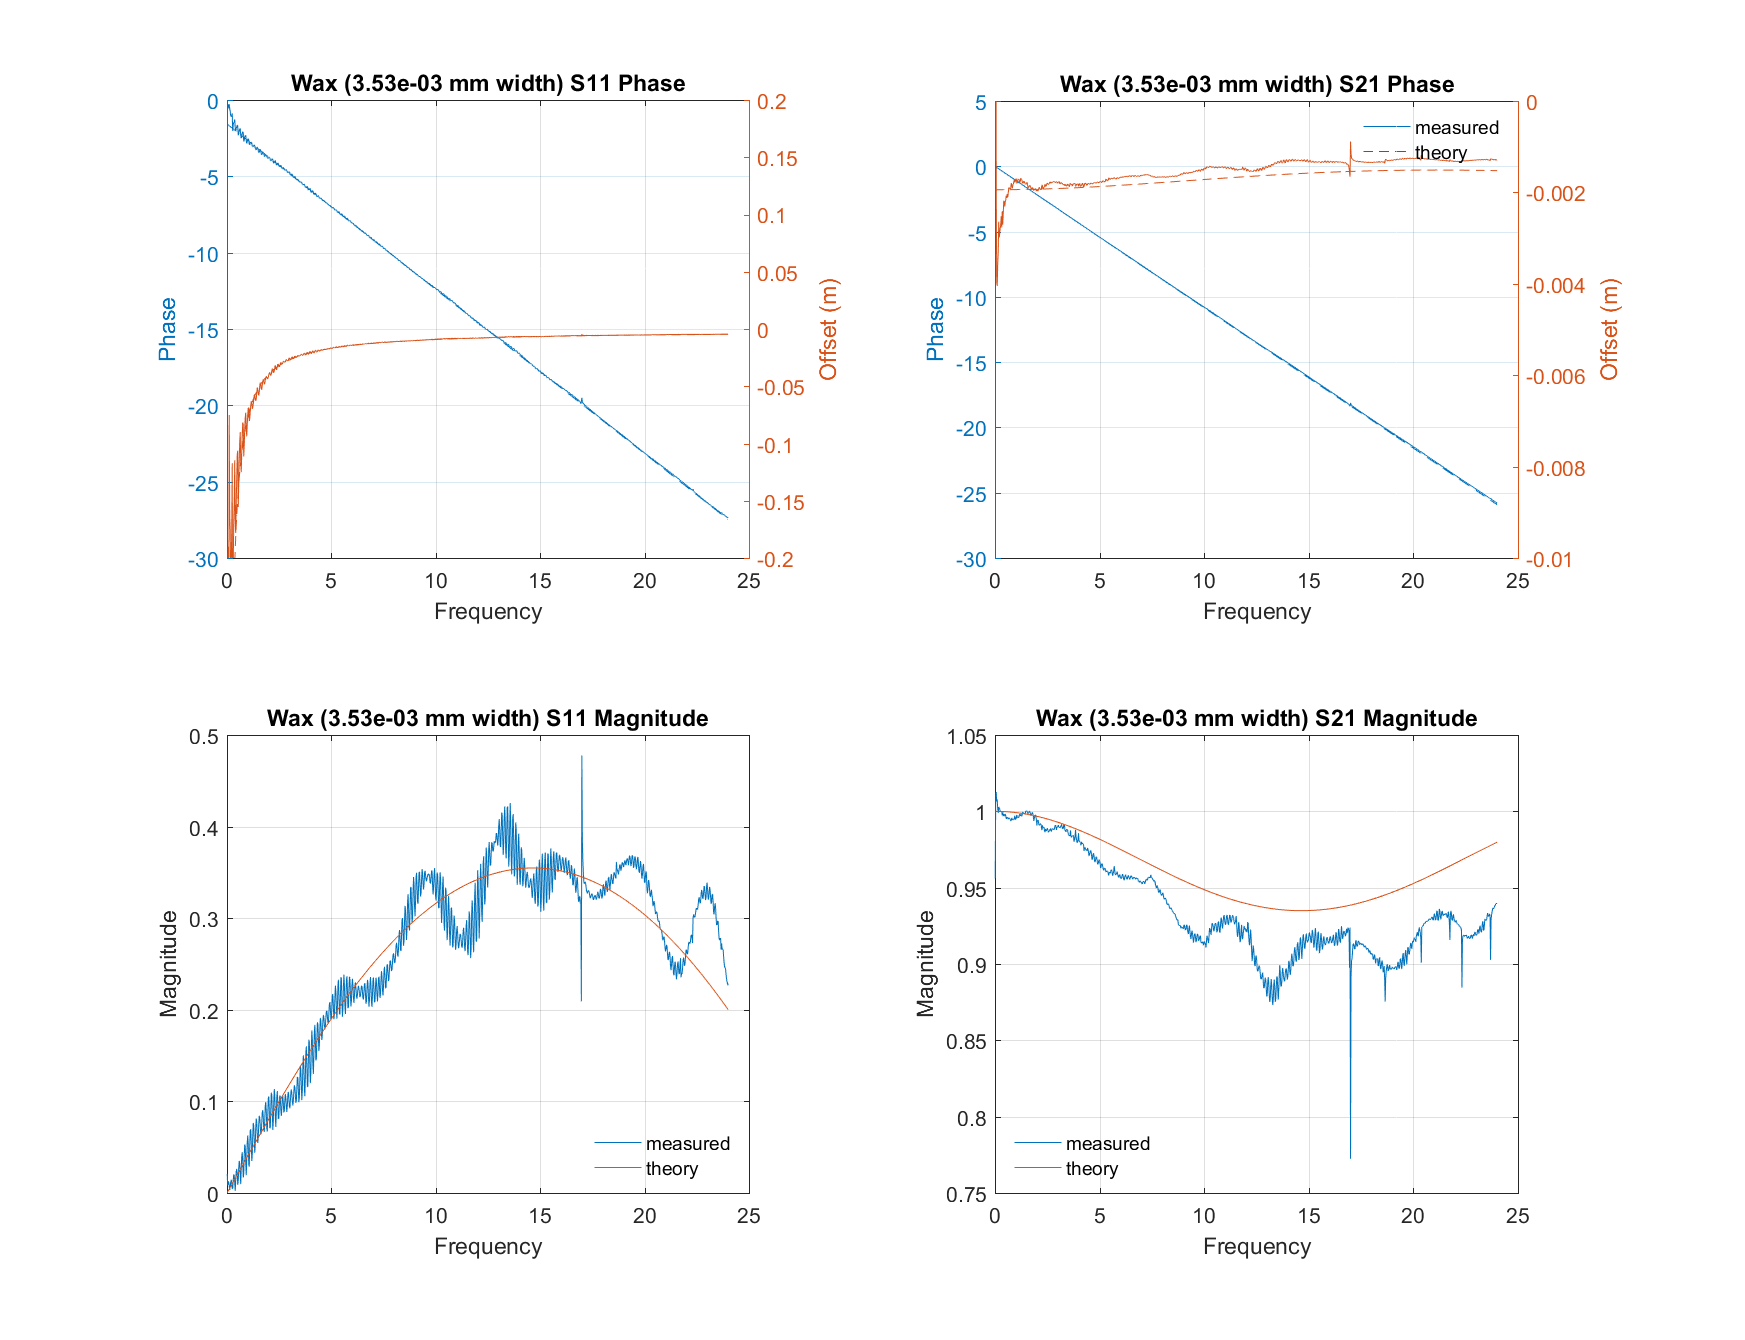 Wax (3.53e-03 mm width) S11 Phase
0
-5
-10
-15
-20
-25
-30
Phase
0.2
0.15
0.1
0.05
0
-0.05
-0.1
-0.15
-0.2
Offset (m)
0 5 10 15 20 25
Frequency
Wax (3.53e-03 mm width) S21 Phase
5
0
-5
-10
-15
-20
-25
-30
Phase
measured
theory
0
-0.002
-0.004
-0.006
-0.008
-0.01
Offset (m)
0 5 10 15 20 25
Frequency
Wax (3.53e-03 mm width) S11 Magnitude
0.5
0.4
0.3
0.2
0.1
0
Magnitude
measured
theory
0 5 10 15 20 25
Frequency
Wax (3.53e-03 mm width) S21 Magnitude
1.05
1
0.95
0.9
0.85
0.8
0.75
Magnitude
measured
theory
0 5 10 15 20 25
Frequency